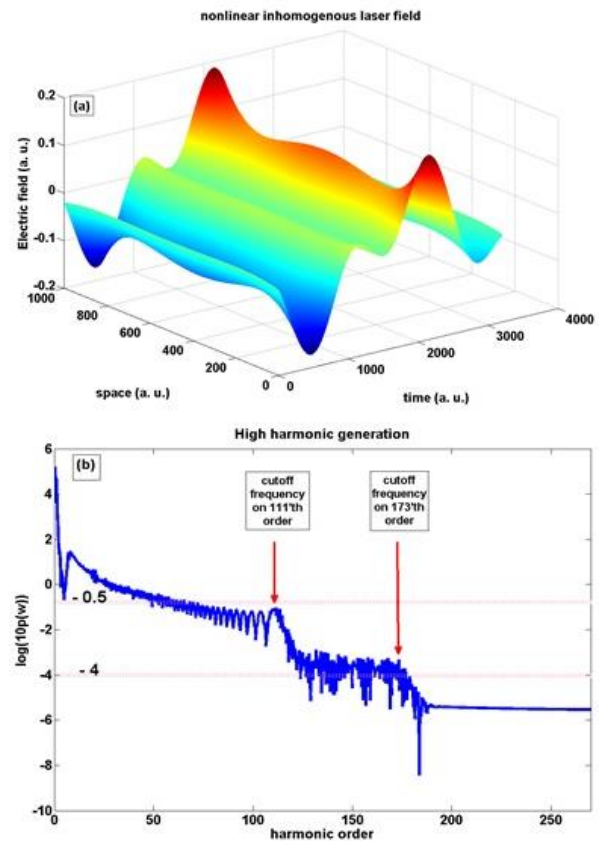 nonlinear inhomogenous laser field
(a)
Electric field (a. u.)
0.2
0.1
0
-0.1
-0.2
1000
800
600
400
200
0
space (a. u.)
0
1000
2000
3000
4000
time (a. u.)
High harmonic generation
(b)
log(10p(w))
6
4
2
0
-2
-4
-6
-8
-10
cutoff
frequency
on 111'th
order
cutoff
frequency
on 173'th
order
- 0.5
- 4
0
50
100
150
200
250
harmonic order